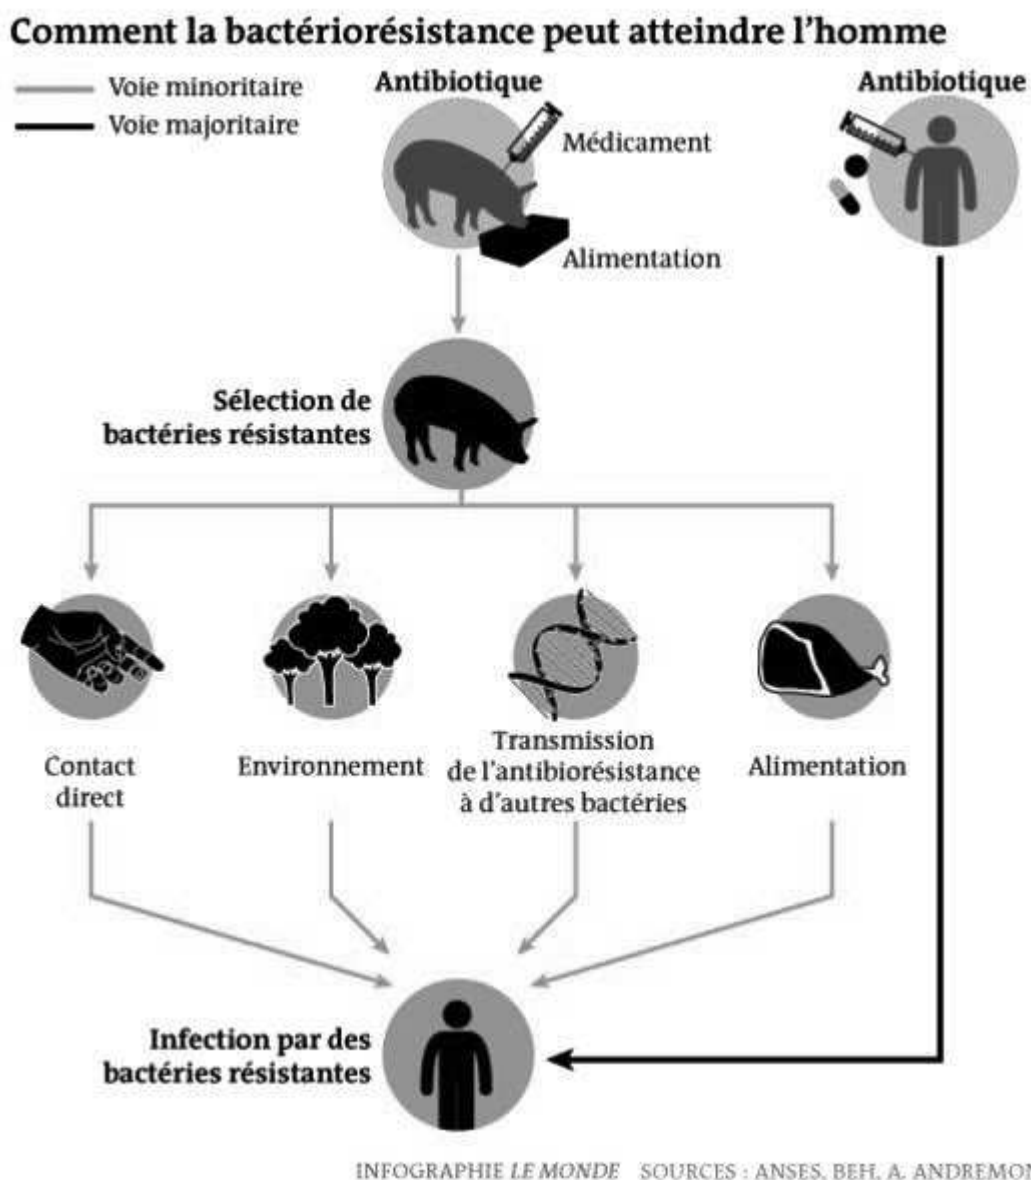 Comment la bactériorésistance peut atteindre l'homme
Voie minoritaire
Voie majoritaire
Antibiotique
Médicament
Alimentation
Antibiotique
Sélection de
bactéries résistantes
Contact
direct
Environnement
Transmission
de l'antibiorésistance
à d'autres bactéries
Alimentation
Infection par des
bactéries résistantes
INFOGRAPHIE LE MONDE SOURCES : ANSES, BEH, A. ANDREMON